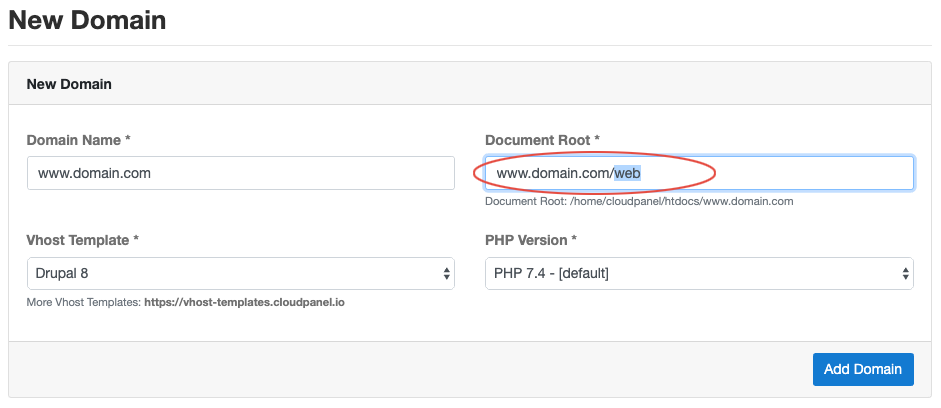 New Domain
New Domain
Domain Name *
Document Root *
www.domain.com
www.domain.com/web
Document Root: /home/cloudpanel/htdocs/www.domain.com
Vhost Template *
PHP Version *
Drupal 8
PHP 7.4 - [default]
More Vhost Templates: https://vhost-templates.cloudpanel.io
Add Domain